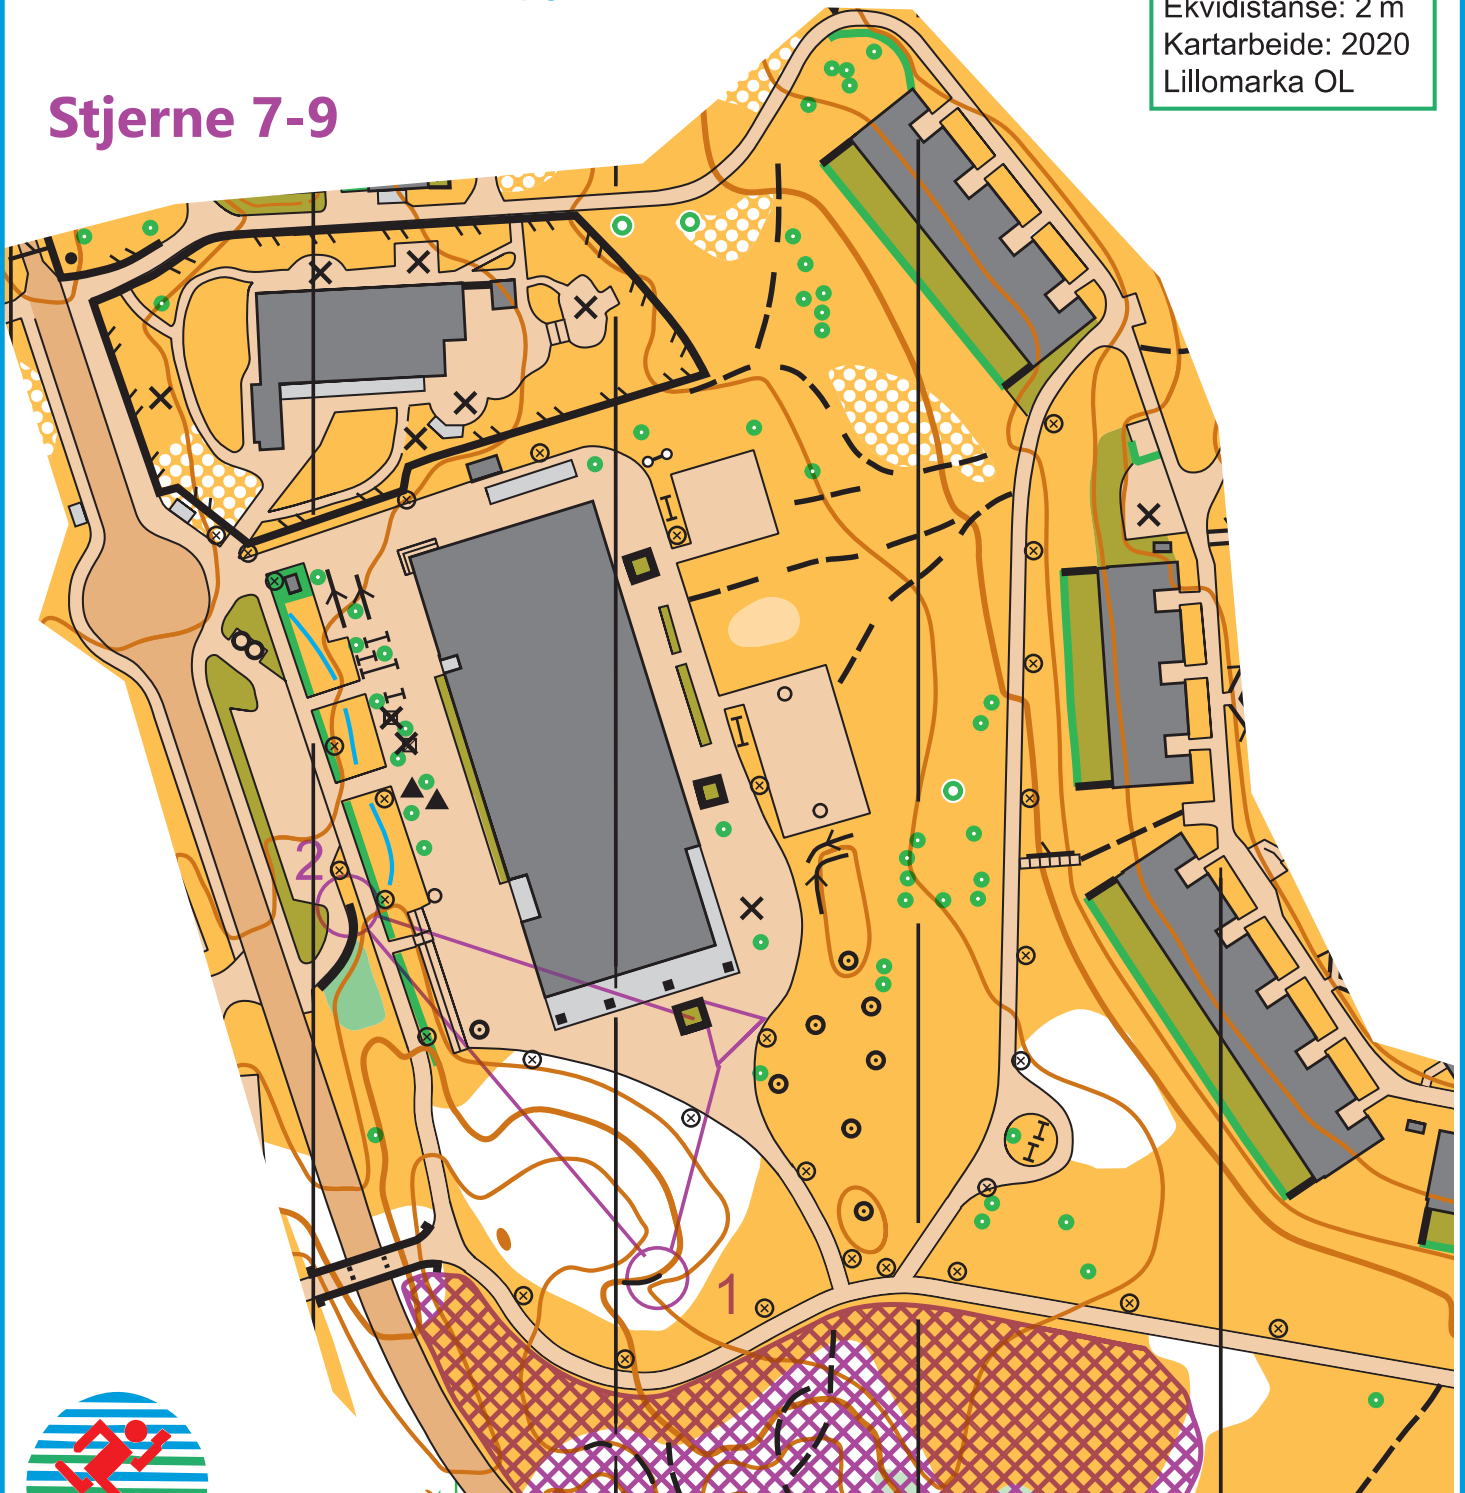 Ekvidistanse: 2 m
Kartarbeide: 2020
Lillomarka OL
Stjerne 7-9
2
1